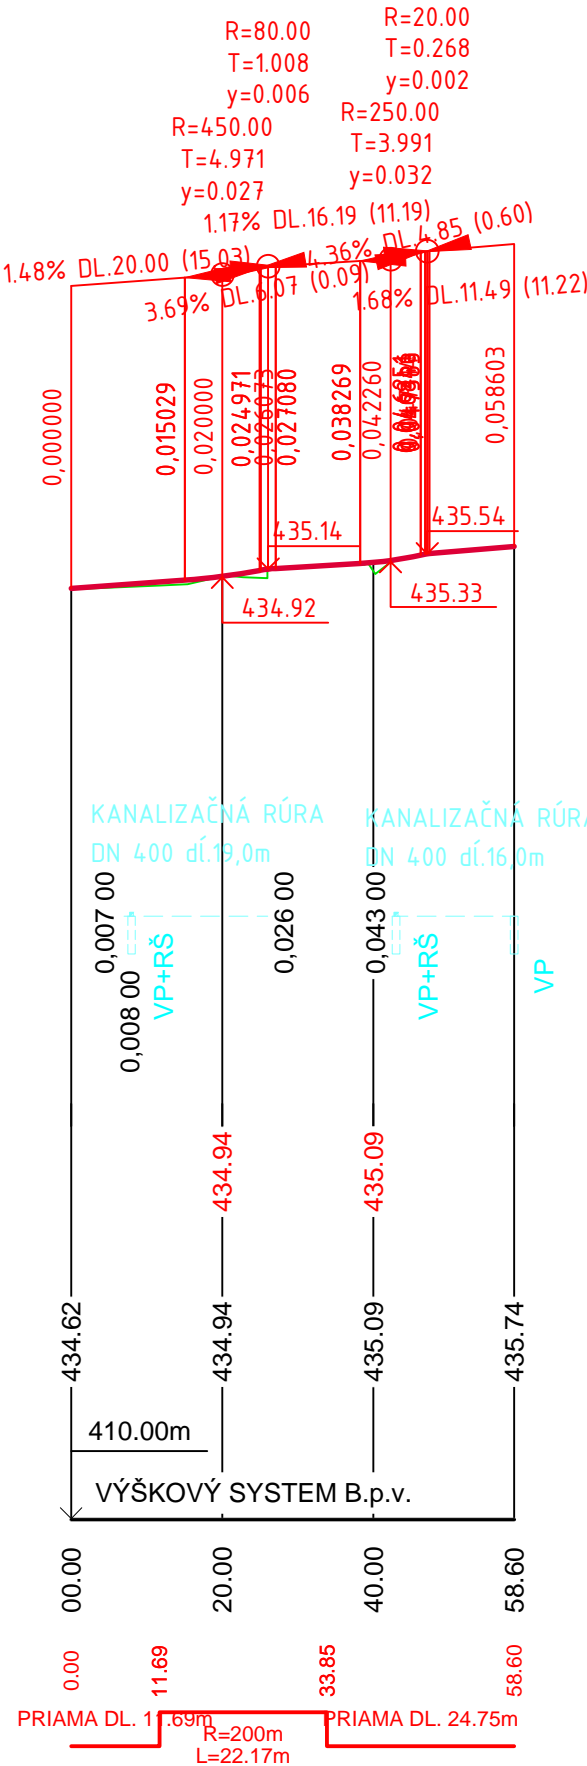 R=80.00
T=1.008
y=0.006
R=20.00
T=0.268
y=0.002
R=450.00
T=4.971
y=0.027
R=250.00
T=3.991
y=0.032
1.48% DL.20.00 (15.03)
3.69% DL.6.07 (0.09)
1.17% DL.16.19 (11.19)
4.36% DL.4.85 (0.60)
1.68% DL.11.49 (11.22)
0,000000
0,015029
0,020000
0,024971
0,026073
0,027080
0,038269
0,042260
0,058603
435.14
435.54
434.92
435.33
KANALIZAČNÁ RÚRA
DN 400 dĺ.19,0m
KANALIZAČNÁ RÚRA
DN 400 dĺ.16,0m
0,007 00
0,008 00
VP+RŠ
0,026 00
0,043 00
VP+RŠ
VP
434.94
435.09
434.62
434.94
435.09
435.74
410.00m
VÝŠKOVÝ SYSTEM B.p.v.
00.00
20.00
40.00
58.60
0.00
11.69
33.85
58.60
PRIAMA DL. 11.69m
R=200m
L=22.17m
PRIAMA DL. 24.75m